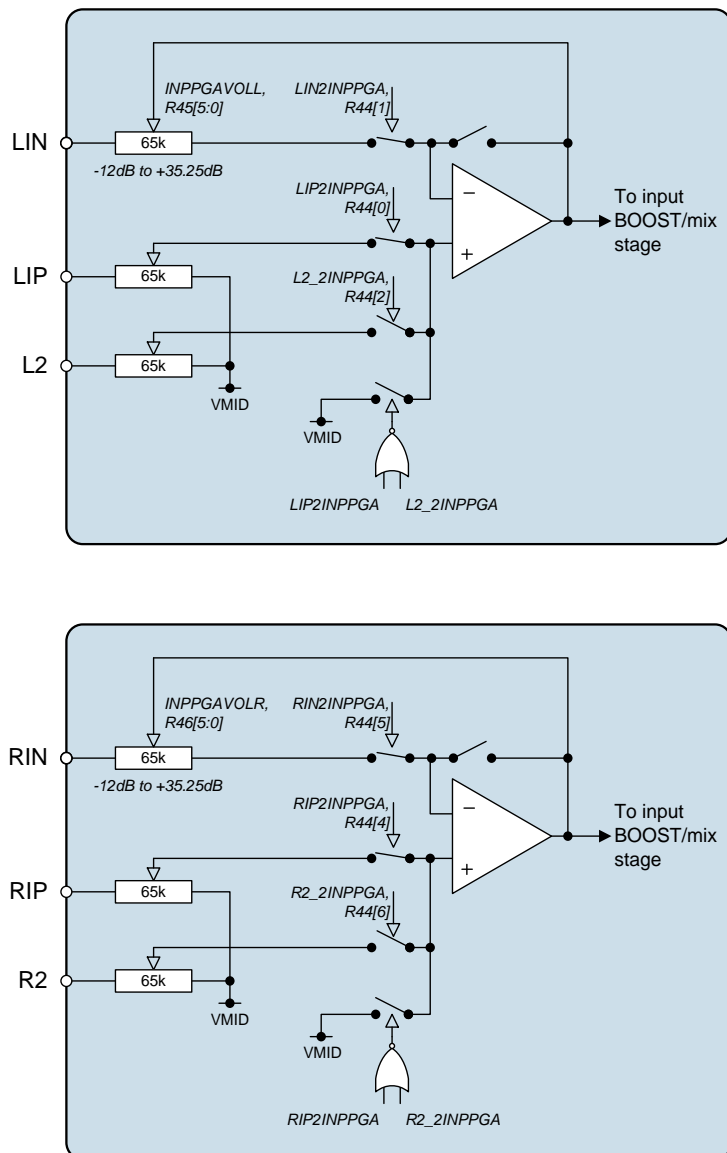 INPPGAVOLL,
R45[5:0]
LIN2INPPGA,
R44[1]
LIN
65k
-12dB to +35.25dB
LIP2INPPGA,
R44[0]
−
+
To input
BOOST/mix
stage
LIP
65k
L2_2INPPGA,
R44[2]
L2
65k
VMID
VMID
LIP2INPPGA L2_2INPPGA
INPPGAVOLR,
R46[5:0]
RIN2INPPGA,
R44[5]
RIN
65k
-12dB to +35.25dB
RIP2INPPGA,
R44[4]
−
+
To input
BOOST/mix
stage
RIP
65k
R2_2INPPGA,
R44[6]
R2
65k
VMID
VMID
RIP2INPPGA R2_2INPPGA